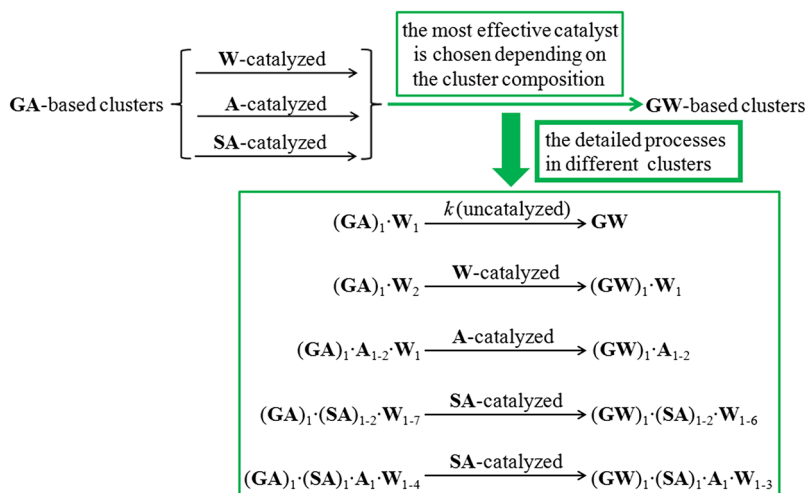 the most effective catalyst
is chosen depending on
the cluster composition
W-catalyzed
GA-based clusters
A-catalyzed
GW-based clusters
SA-catalyzed
the detailed processes
in different clusters
(GA)₁·W₁ k (uncatalyzed) GW
(GA)₁·W₂ W-catalyzed (GW)₁·W₁
(GA)₁·A₁₋₂·W₁ A-catalyzed (GW)₁·A₁₋₂
(GA)₁·(SA)₁₋₂·W₁₋₇ SA-catalyzed (GW)₁·(SA)₁₋₂·W₁₋₆
(GA)₁·(SA)₁·A₁·W₁₋₄ SA-catalyzed (GW)₁·(SA)₁·A₁·W₁₋₃